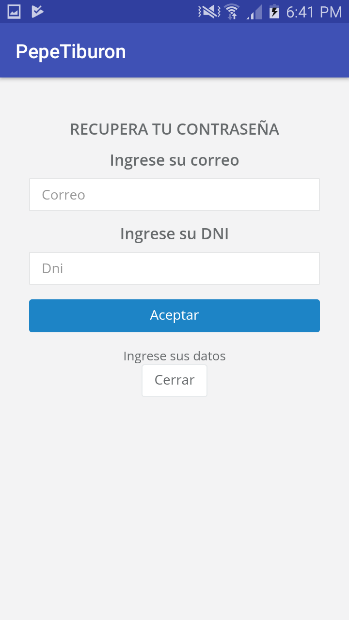 6:41 PM
PepeTiburon
RECUPERA TU CONTRASEÑA
Ingrese su correo
Correo
Ingrese su DNI
Dni
Aceptar
Ingrese sus datos
Cerrar